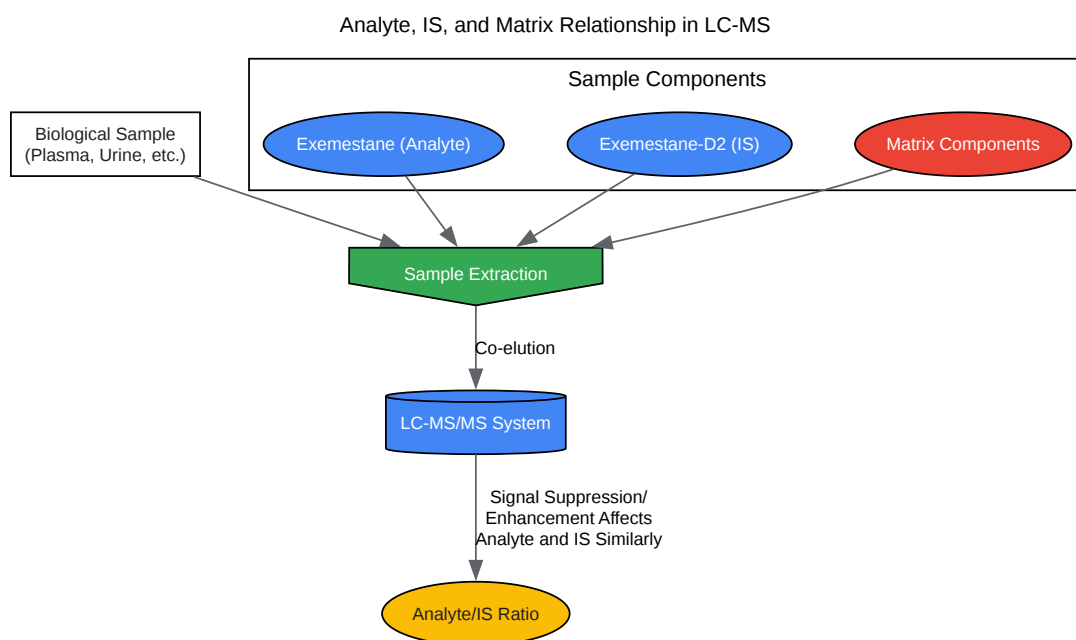 Analyte, IS, and Matrix Relationship in LC-MS
Sample Components
Biological Sample
(Plasma, Urine, etc.)
Exemestane (Analyte)
Exemestane-D2 (IS)
Matrix Components
Sample Extraction
Co-elution
LC-MS/MS System
Signal Suppression/
Enhancement Affects
Analyte and IS Similarly
Analyte/IS Ratio